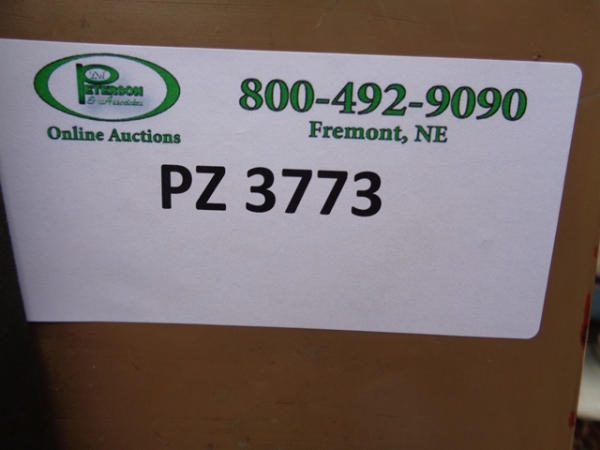 PETERSON
& Associates
Online Auctions
800-492-9090
Fremont, NE
PZ 3773